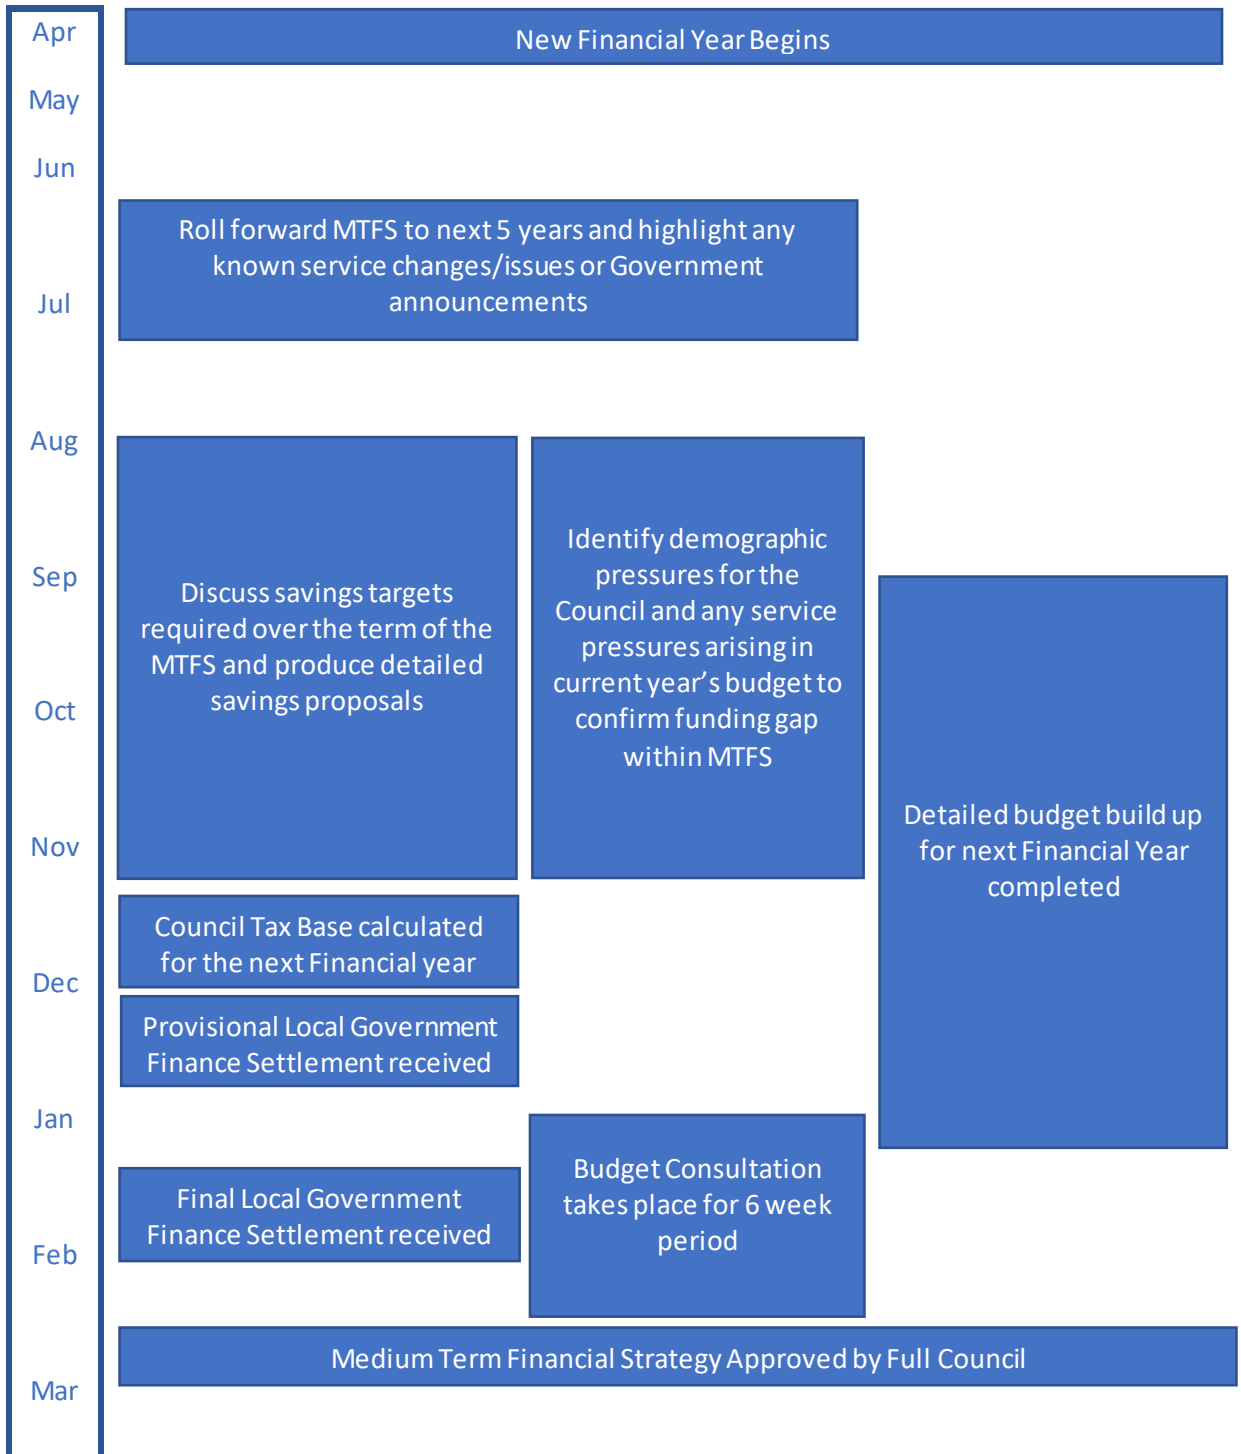 Apr
New Financial Year Begins
May
Jun
Roll forward MTFS to next 5 years and highlight any
known service changes/issues or Government
announcements
Jul
Aug
Sep
Discuss savings targets
required over the term of the
MTFS and produce detailed
savings proposals
Identify demographic
pressures for the
Council and any service
pressures arising in
current year’s budget to
confirm funding gap
within MTFS
Oct
Nov
Detailed budget build up
for next Financial Year
completed
Council Tax Base calculated
for the next Financial year
Dec
Provisional Local Government
Finance Settlement received
Jan
Final Local Government
Finance Settlement received
Budget Consultation
takes place for 6 week
period
Feb
Medium Term Financial Strategy Approved by Full Council
Mar